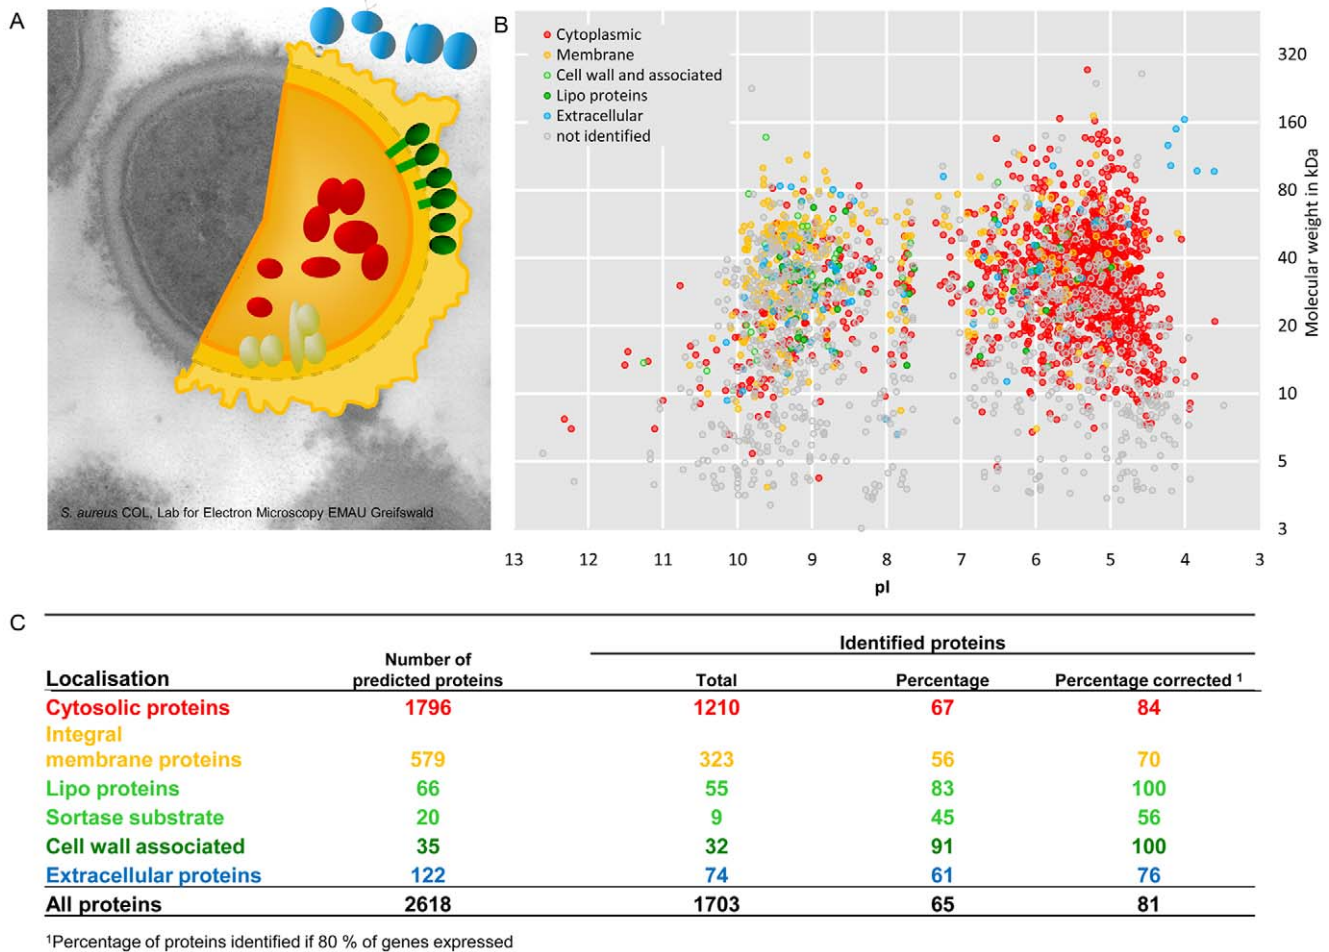 A
S. aureus COL, Lab for Electron Microscopy EMAU Greifswald
B
Cytoplasmic
Membrane
Cell wall and associated
Lipo proteins
Extracellular
not identified
320
160
80
40
20
10
5
3
Molecular weight in kDa
13 12 11 10 9 8 7 6 5 4 3
pI
C
Identified proteins
Localisation Number of predicted proteins Total Percentage Percentage corrected 1
Cytosolic proteins 1796 1210 67 84
Integral
membrane proteins 579 323 56 70
Lipo proteins 66 55 83 100
Sortase substrate 20 9 45 56
Cell wall associated 35 32 91 100
Extracellular proteins 122 74 61 76
All proteins 2618 1703 65 81
1Percentage of proteins identified if 80 % of genes expressed